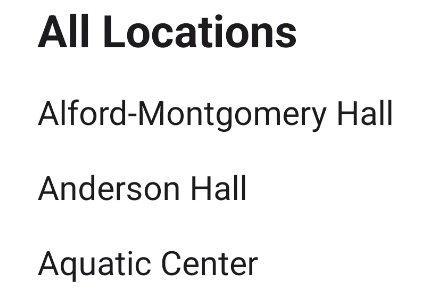 All Locations
Alford-Montgomery Hall
Anderson Hall
Aquatic Center